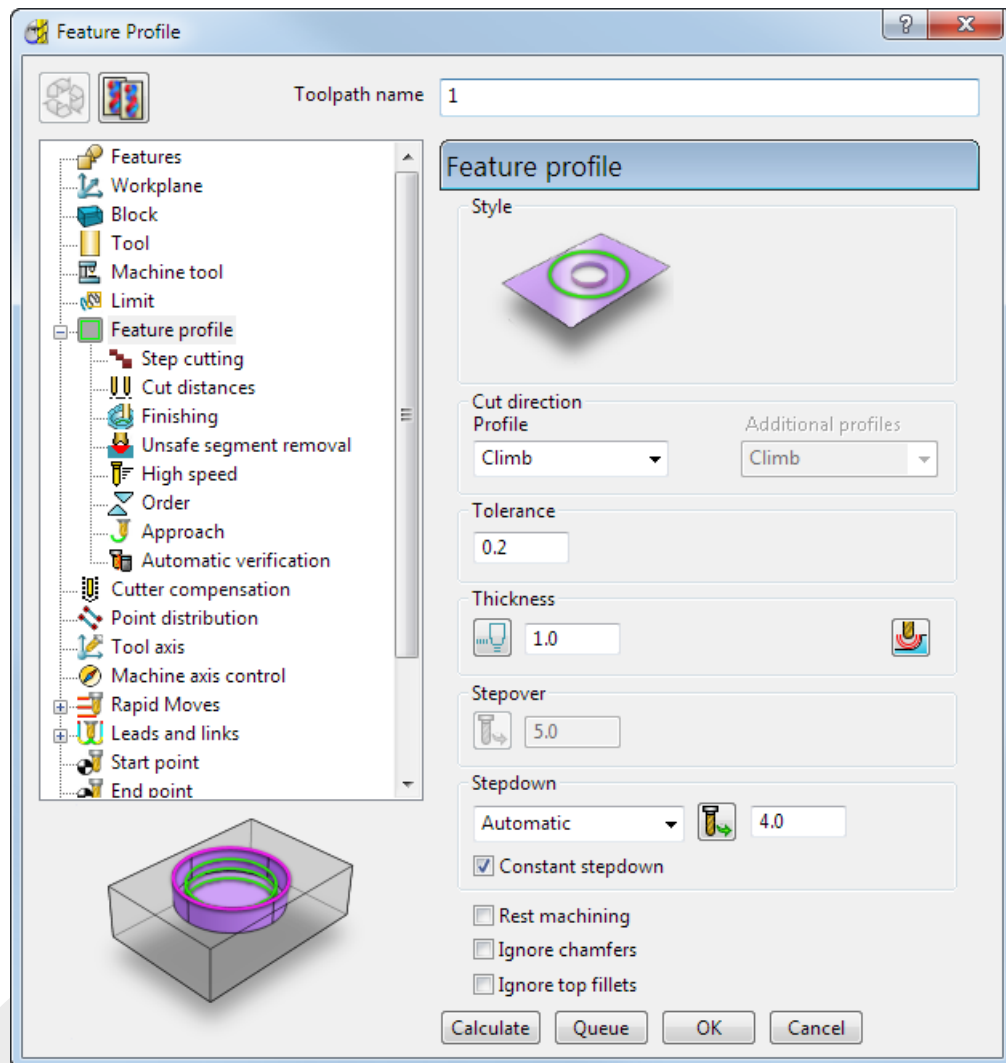 Feature Profile
Toolpath name 1
Features
Workplane
Block
Tool
Machine tool
Limit
Feature profile
Step cutting
Cut distances
Finishing
Unsafe segment removal
High speed
Order
Approach
Automatic verification
Cutter compensation
Point distribution
Tool axis
Machine axis control
Rapid Moves
Leads and links
Start point
End point
Feature profile
Style
Cut direction
Profile Additional profiles
Climb Climb
Tolerance
0.2
Thickness
1.0
Stepover
5.0
Stepdown
Automatic 4.0
Constant stepdown
Rest machining
Ignore chamfers
Ignore top fillets
Calculate Queue OK Cancel